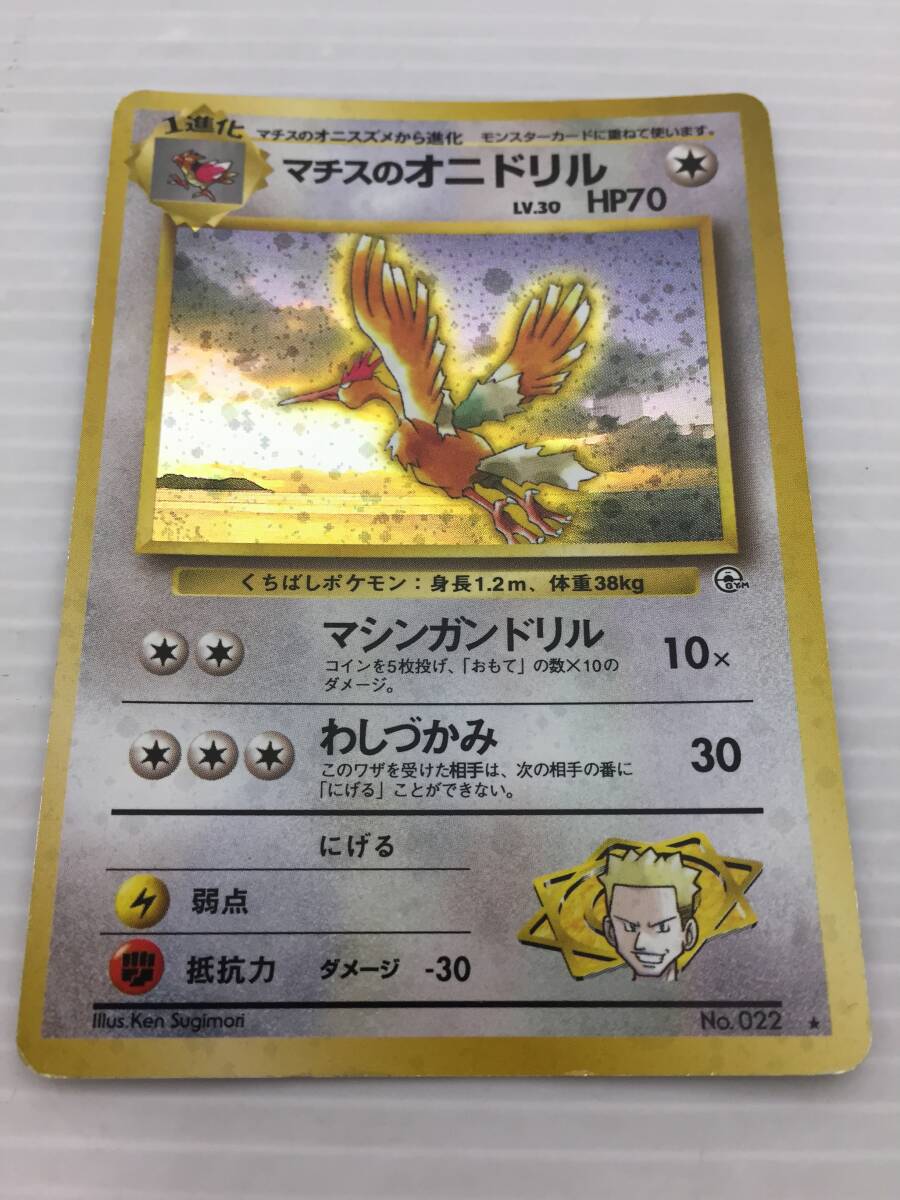 1進化
マチスのオニスズメから進化 モンスターカードに重ねて使います。
マチスのオニドリル
LV.30 HP70
くちばしポケモン:身長1.2m、体重38kg
GYM
マシンガンドリル
コインを5枚投げ、「おもて」の数×10の
ダメージ。
10×
わしづかみ
このワザを受けた相手は、次の相手の番に
「にげる」ことができない。
30
にげる
弱点
抵抗力 ダメージ -30
Illus.Ken Sugimori
No.022 ★